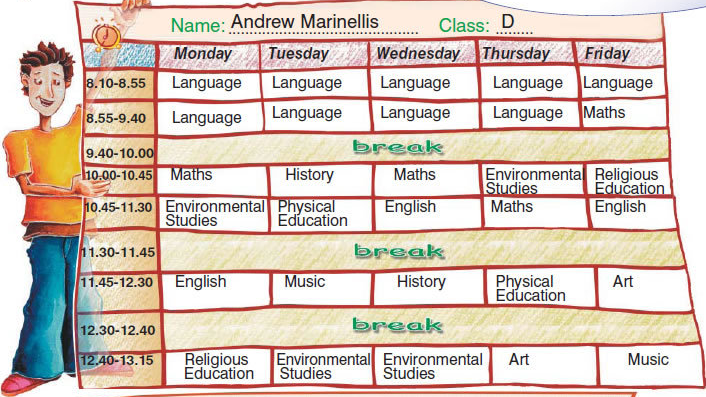 Name: Andrew Marinellis Class: D
Monday Tuesday Wednesday Thursday Friday
8.10-8.55 Language Language Language Language Language
8.55-9.40 Language Language Language Language Maths
9.40-10.00 break
10.00-10.45 Maths History Maths Environmental Studies Religious Education
10.45-11.30 Environmental Studies Physical Education English Maths English
11.30-11.45 break
11.45-12.30 English Music History Physical Education Art
12.30-12.40 break
12.40-13.15 Religious Education Environmental Studies Environmental Studies Art Music